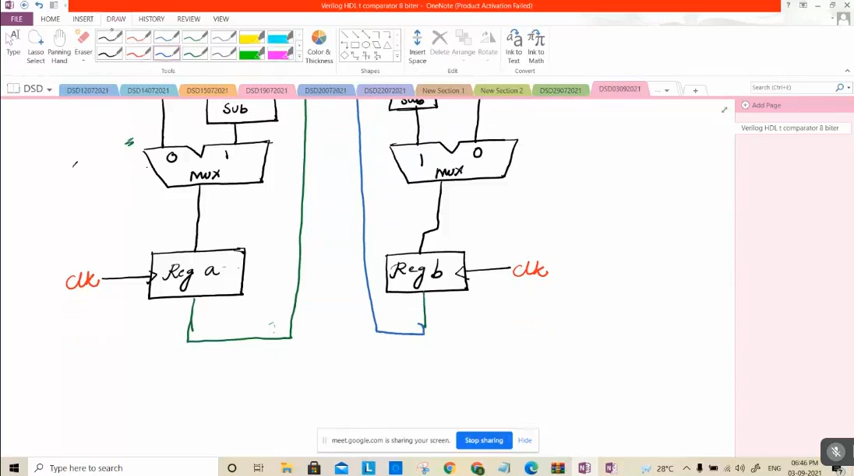 Verilog HDL t comparator 8 biter - OneNote (Product Activation Failed)
FILE HOME INSERT DRAW HISTORY REVIEW VIEW
Type Lasso Select Panning Hand Eraser Color & Thickness Insert Space Delete Arrange Rotate Ink to Text Ink to Math
Tools Shapes Edit Convert
DSD DSD12072021 DSD14072021 DSD15072021 DSD19072021 DSD20072021 DSD22072021 New Section 1 New Section 2 DSD29072021 DSD03092021 ... Search (Ctrl+E)
Add Page
Verilog HDL t comparator 8 biter
Sub Sub
0 1 1 0
MUX MUX
Clk Reg a Reg b Clk
meet.google.com is sharing your screen. Stop sharing Hide
Type here to search
28°C ENG 06:46 PM
03-09-2021